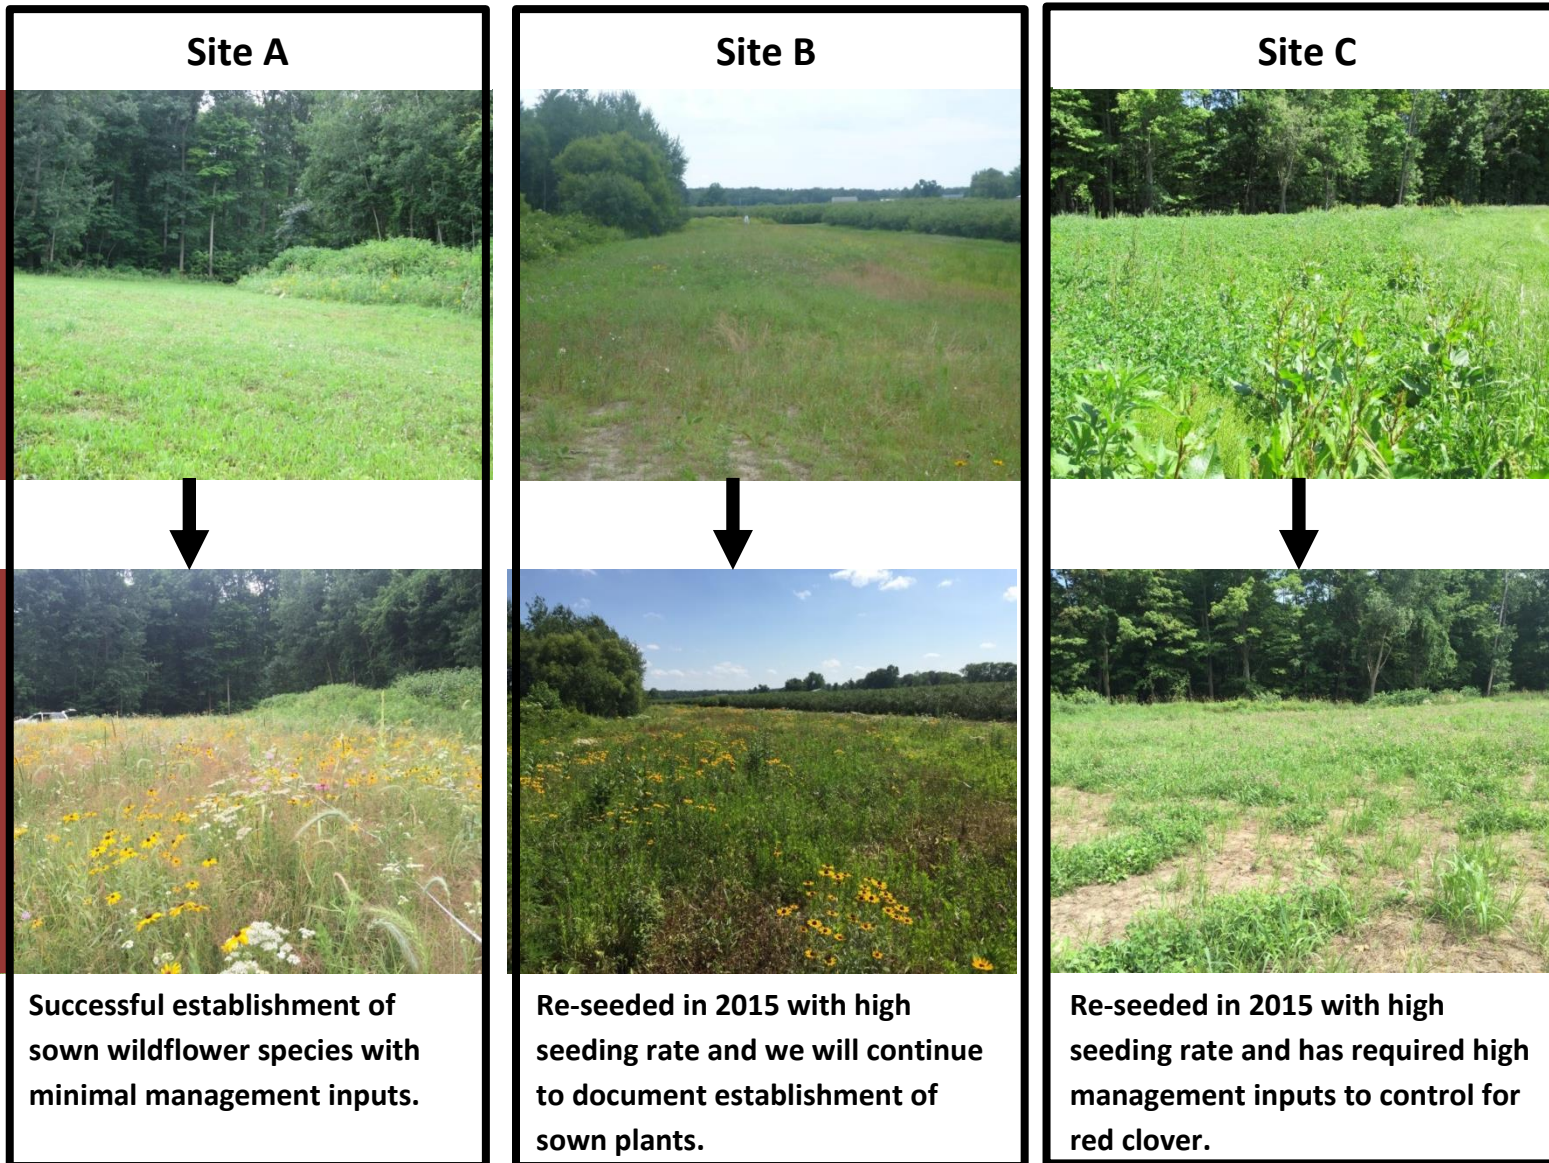 Site A
Site B
Site C
Successful establishment of
sown wildflower species with
minimal management inputs.
Re-seeded in 2015 with high
seeding rate and we will continue
to document establishment of
sown plants.
Re-seeded in 2015 with high
seeding rate and has required high
management inputs to control for
red clover.